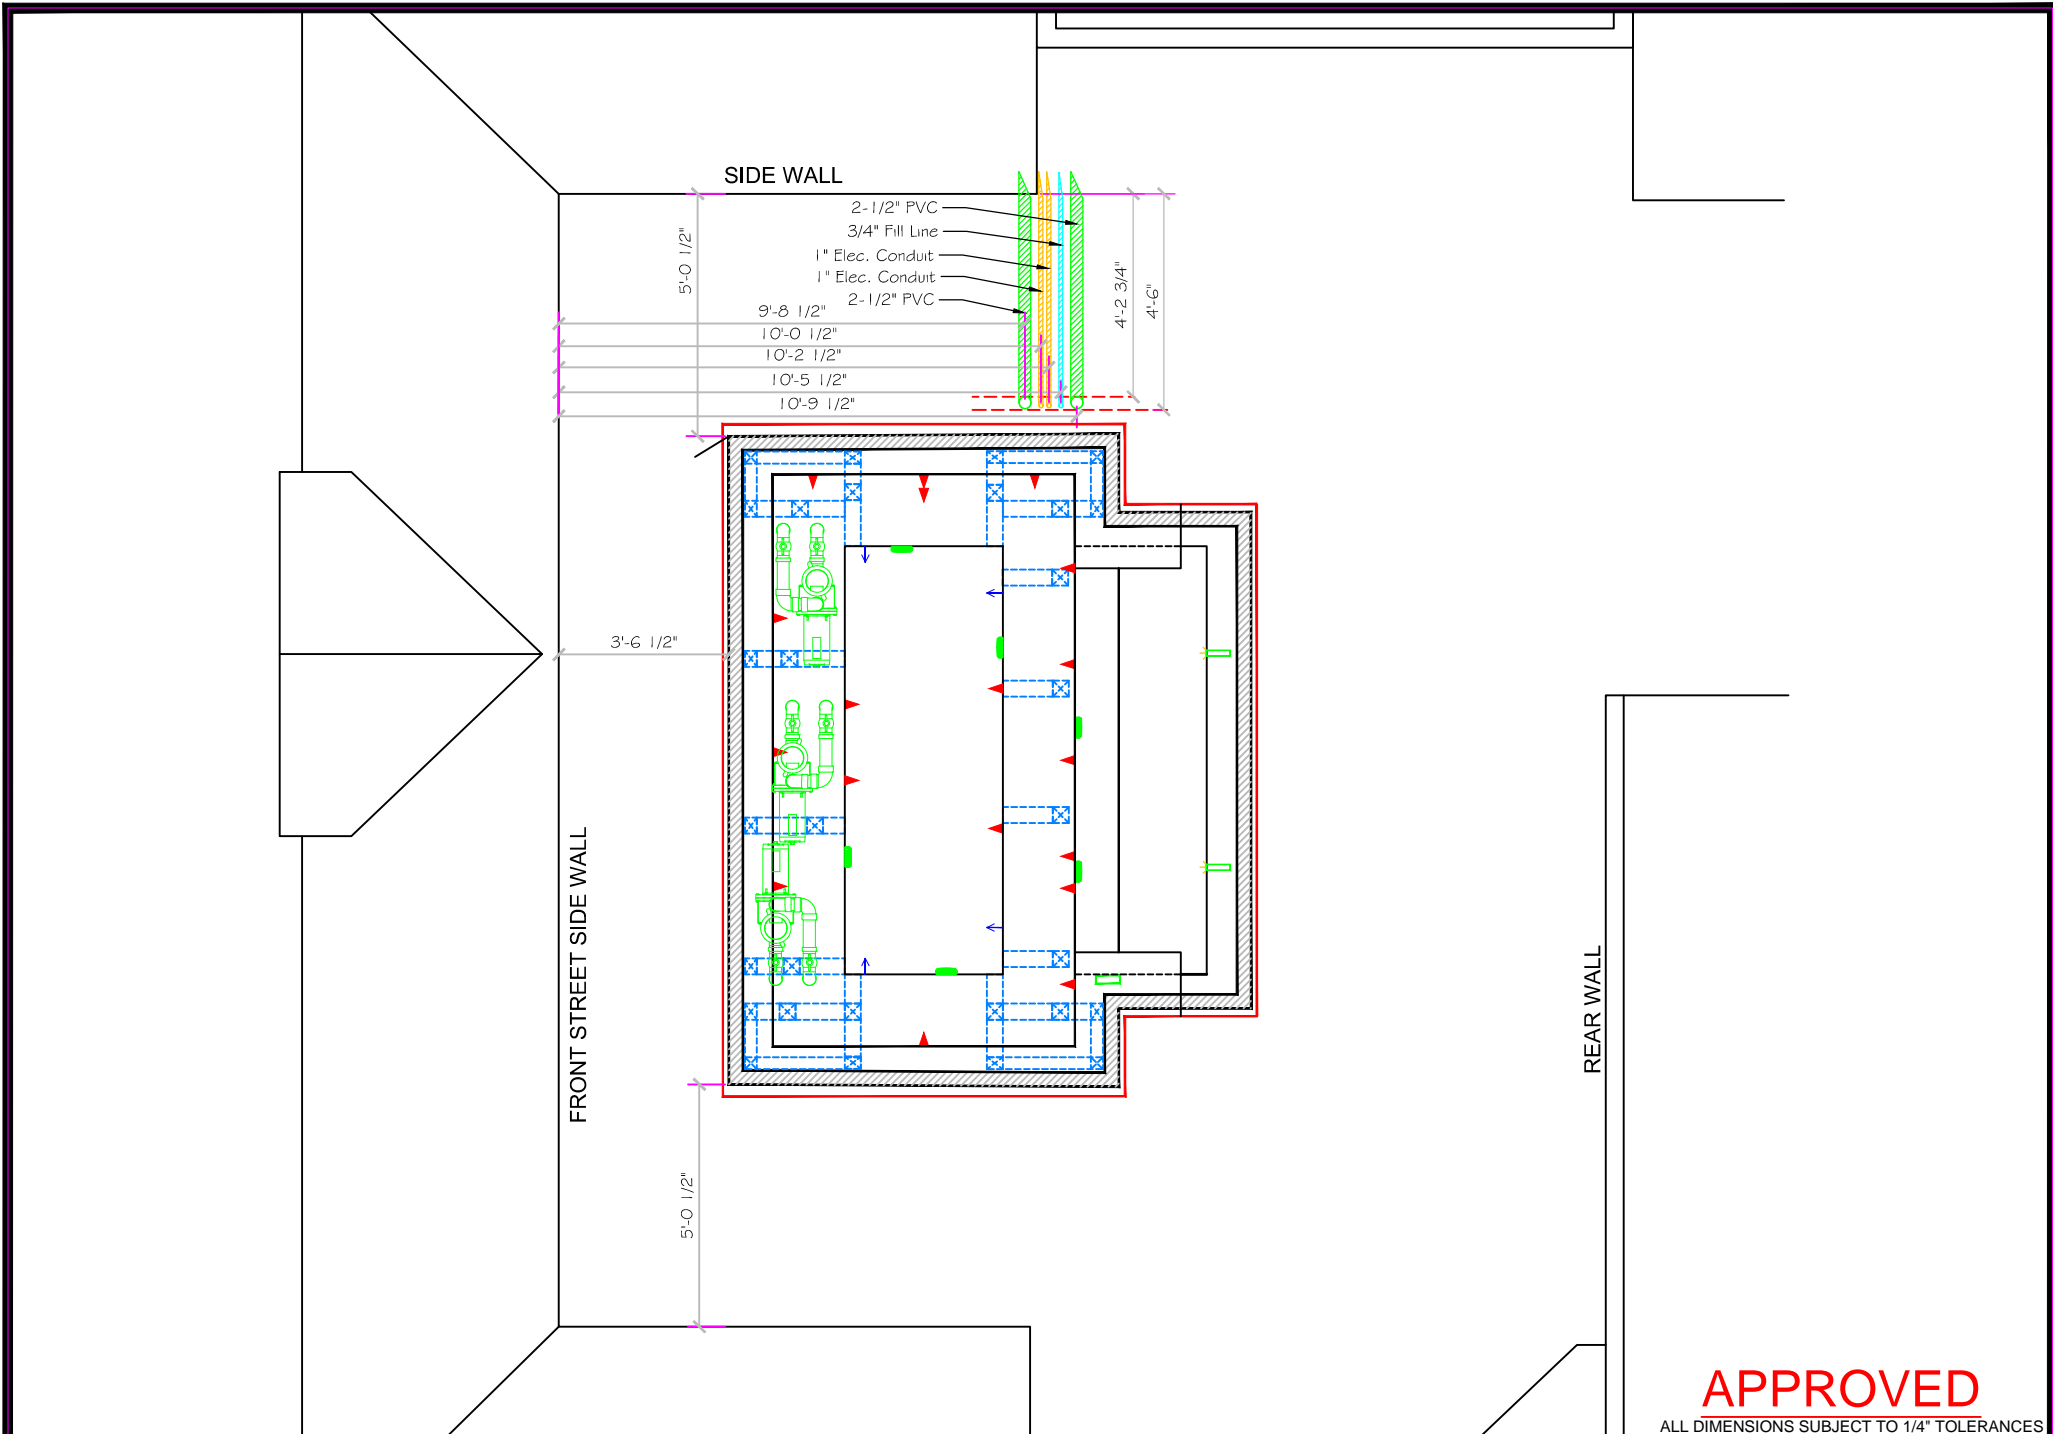 SIDE WALL
2-1/2" PVC
3/4" Fill Line
1" Elec. Conduit
1" Elec. Conduit
2-1/2" PVC
5'-0 1/2"
9'-8 1/2"
10'-0 1/2"
10'-2 1/2"
10'-5 1/2"
10'-9 1/2"
4'-2 3/4"
4'-6"
3'-6 1/2"
FRONT STREET SIDE WALL
REAR WALL
5'-0 1/2"
APPROVED
ALL DIMENSIONS SUBJECT TO 1/4" TOLERANCES